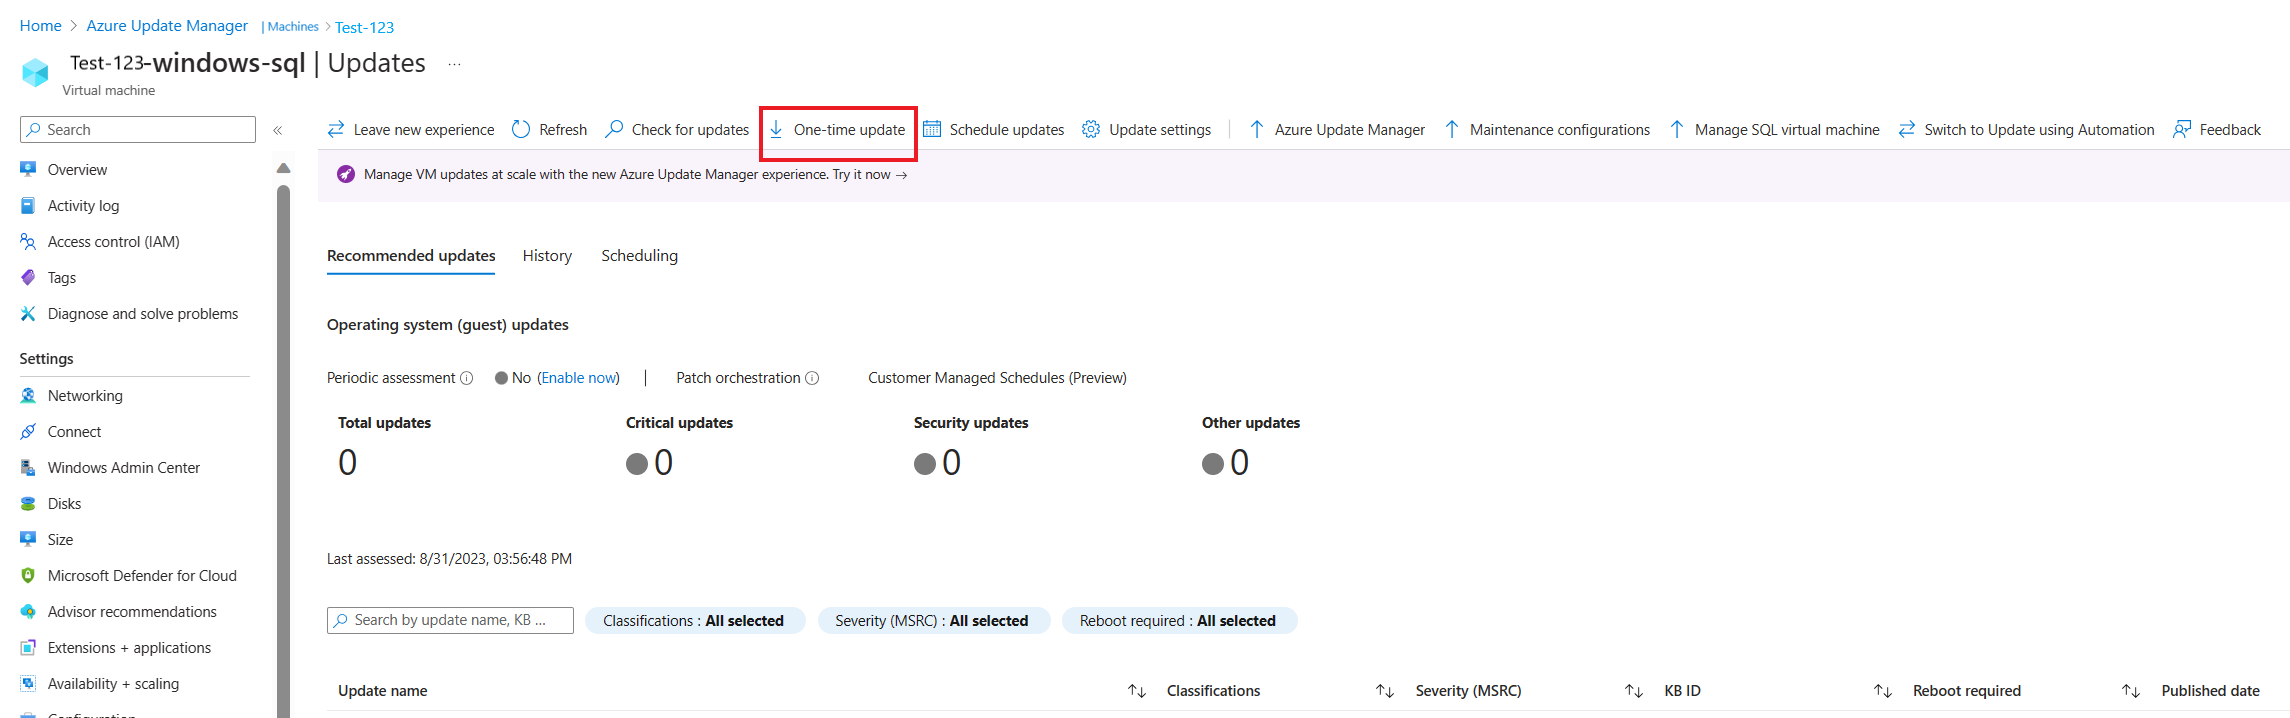 Home > Azure Update Manager | Machines > Test-123
Test-123-windows-sql | Updates ...
Virtual machine
Search «
Leave new experience Refresh Check for updates One-time update Schedule updates Update settings | Azure Update Manager Maintenance configurations Manage SQL virtual machine Switch to Update using Automation Feedback
Manage VM updates at scale with the new Azure Update Manager experience. Try it now →
Overview
Activity log
Access control (IAM)
Tags
Diagnose and solve problems
Settings
Networking
Connect
Windows Admin Center
Disks
Size
Microsoft Defender for Cloud
Advisor recommendations
Extensions + applications
Availability + scaling
Configuration
Recommended updates History Scheduling
Operating system (guest) updates
Periodic assessment No (Enable now) | Patch orchestration Customer Managed Schedules (Preview)
Total updates Critical updates Security updates Other updates
0 0 0 0
Last assessed: 8/31/2023, 03:56:48 PM
Search by update name, KB ... Classifications : All selected Severity (MSRC) : All selected Reboot required : All selected
Update name ↑↓ Classifications ↑↓ Severity (MSRC) ↑↓ KB ID ↑↓ Reboot required ↑↓ Published date